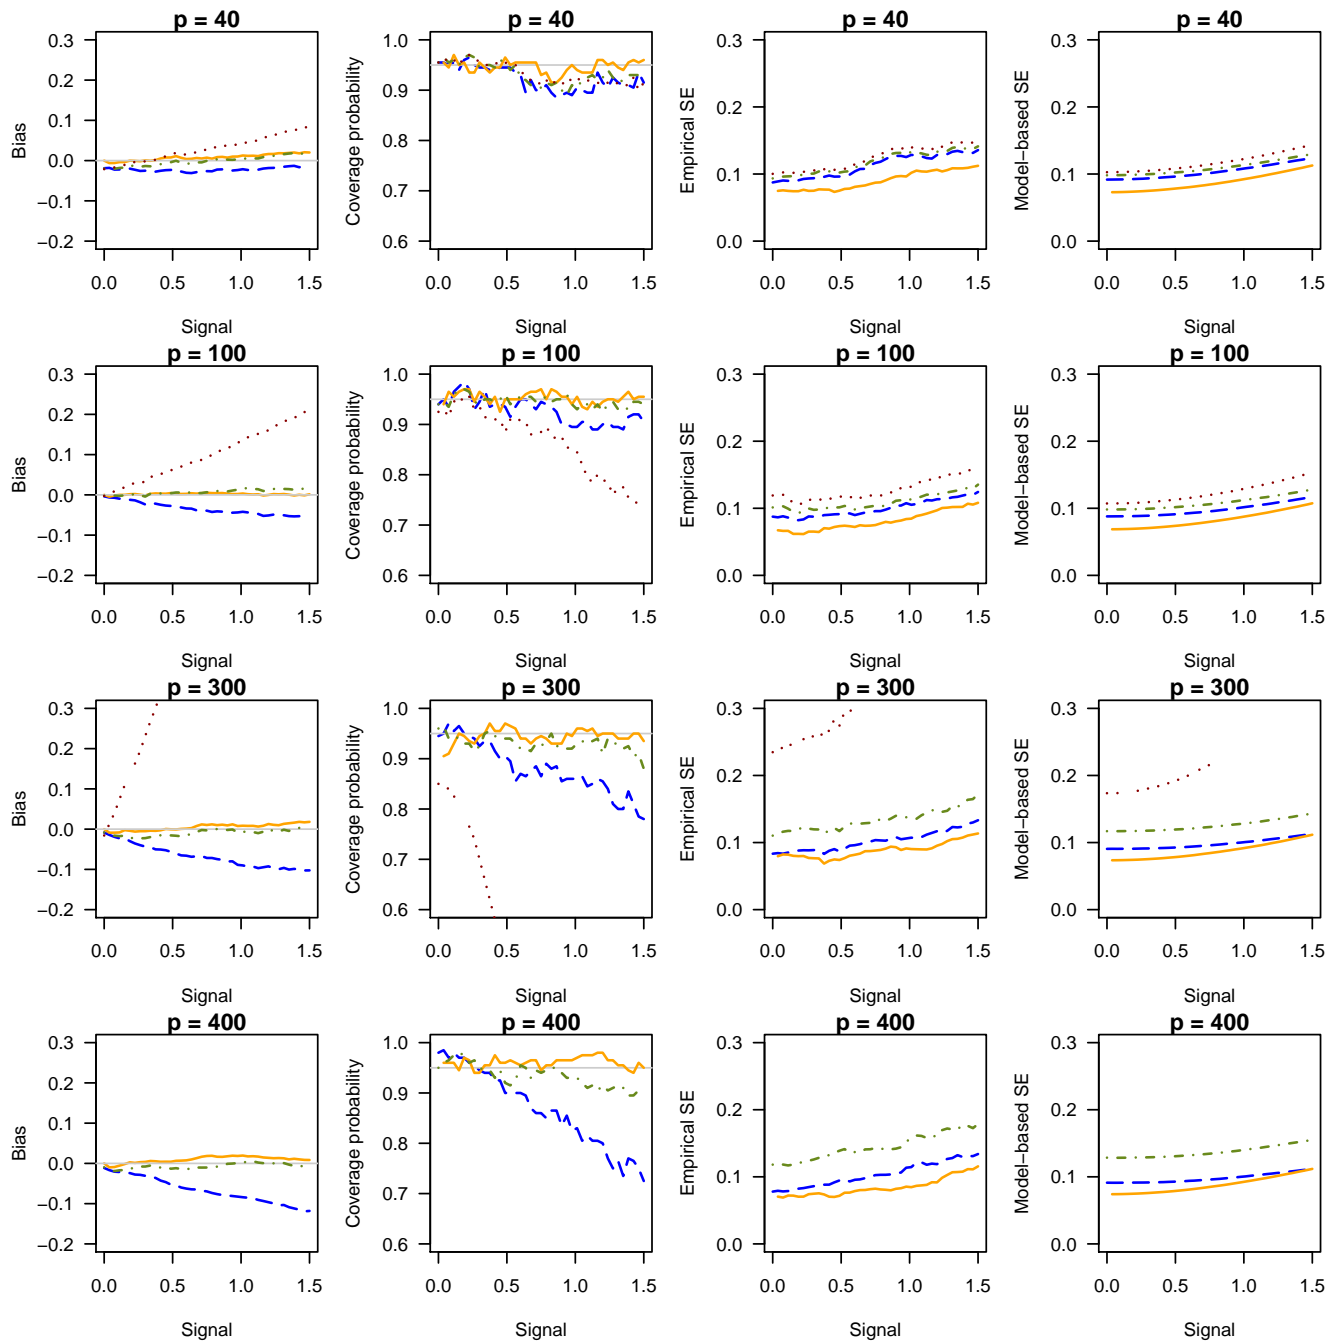 p = 40
p = 40
p = 40
p = 40
Bias
0.3
0.2
0.1
0.0
−0.1
−0.2
0.0 0.5 1.0 1.5
Signal
Coverage probability
1.0
0.9
0.8
0.7
0.6
0.0 0.5 1.0 1.5
Signal
Empirical SE
0.3
0.2
0.1
0.0
0.0 0.5 1.0 1.5
Signal
Model−based SE
0.3
0.2
0.1
0.0
0.0 0.5 1.0 1.5
Signal
p = 100
p = 100
p = 100
p = 100
Bias
0.3
0.2
0.1
0.0
−0.1
−0.2
0.0 0.5 1.0 1.5
Signal
Coverage probability
1.0
0.9
0.8
0.7
0.6
0.0 0.5 1.0 1.5
Signal
Empirical SE
0.3
0.2
0.1
0.0
0.0 0.5 1.0 1.5
Signal
Model−based SE
0.3
0.2
0.1
0.0
0.0 0.5 1.0 1.5
Signal
p = 300
p = 300
p = 300
p = 300
Bias
0.3
0.2
0.1
0.0
−0.1
−0.2
0.0 0.5 1.0 1.5
Signal
Coverage probability
1.0
0.9
0.8
0.7
0.6
0.0 0.5 1.0 1.5
Signal
Empirical SE
0.3
0.2
0.1
0.0
0.0 0.5 1.0 1.5
Signal
Model−based SE
0.3
0.2
0.1
0.0
0.0 0.5 1.0 1.5
Signal
p = 400
p = 400
p = 400
p = 400
Bias
0.3
0.2
0.1
0.0
−0.1
−0.2
0.0 0.5 1.0 1.5
Signal
Coverage probability
1.0
0.9
0.8
0.7
0.6
0.0 0.5 1.0 1.5
Signal
Empirical SE
0.3
0.2
0.1
0.0
0.0 0.5 1.0 1.5
Signal
Model−based SE
0.3
0.2
0.1
0.0
0.0 0.5 1.0 1.5
Signal